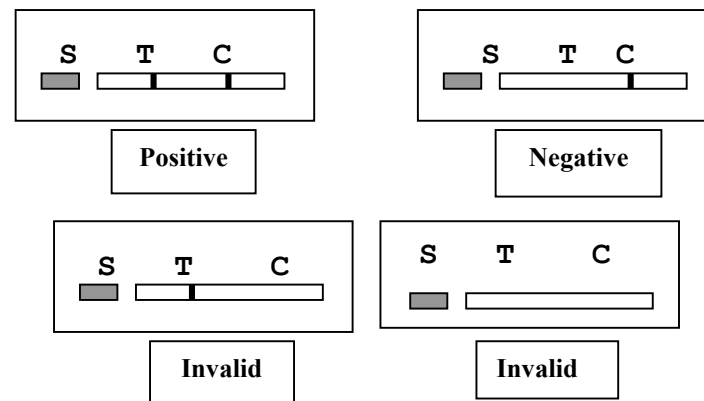 S T C
S T C
Positive
Negative
S T C
S T C
Invalid
Invalid